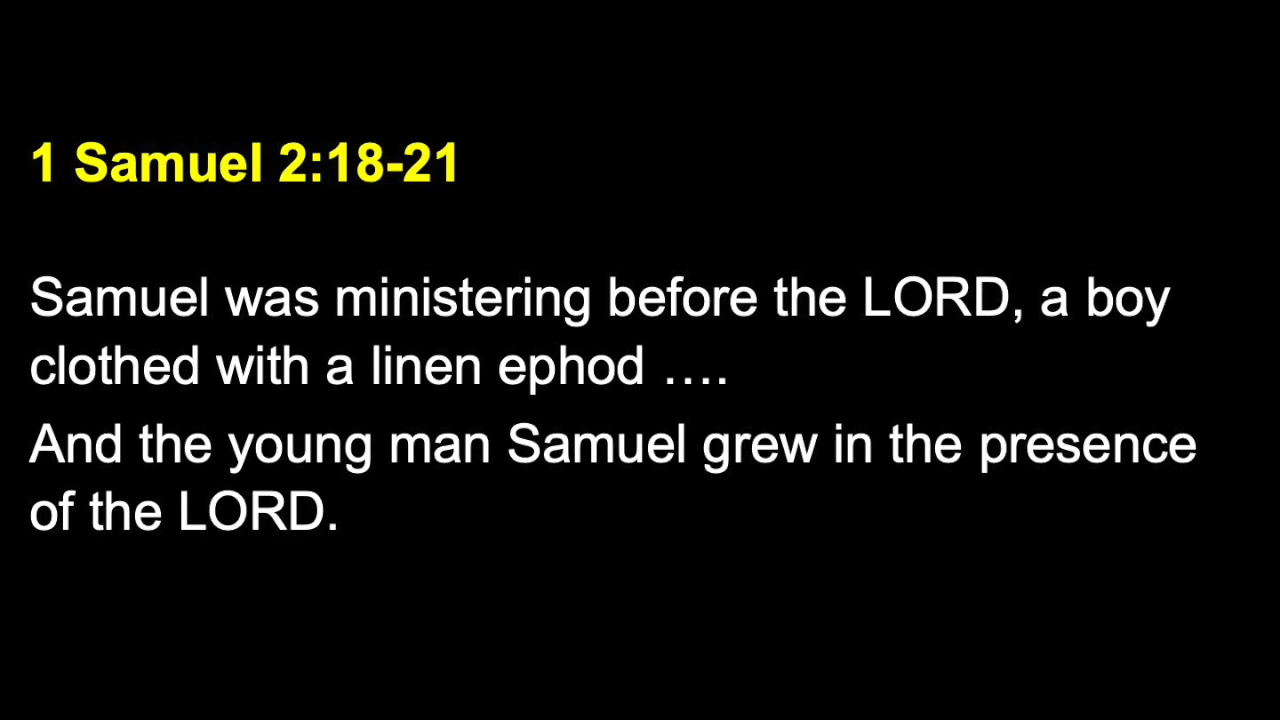 1 Samuel 2:18-21
Samuel was ministering before the LORD, a boy
clothed with a linen ephod ….
And the young man Samuel grew in the presence
of the LORD.